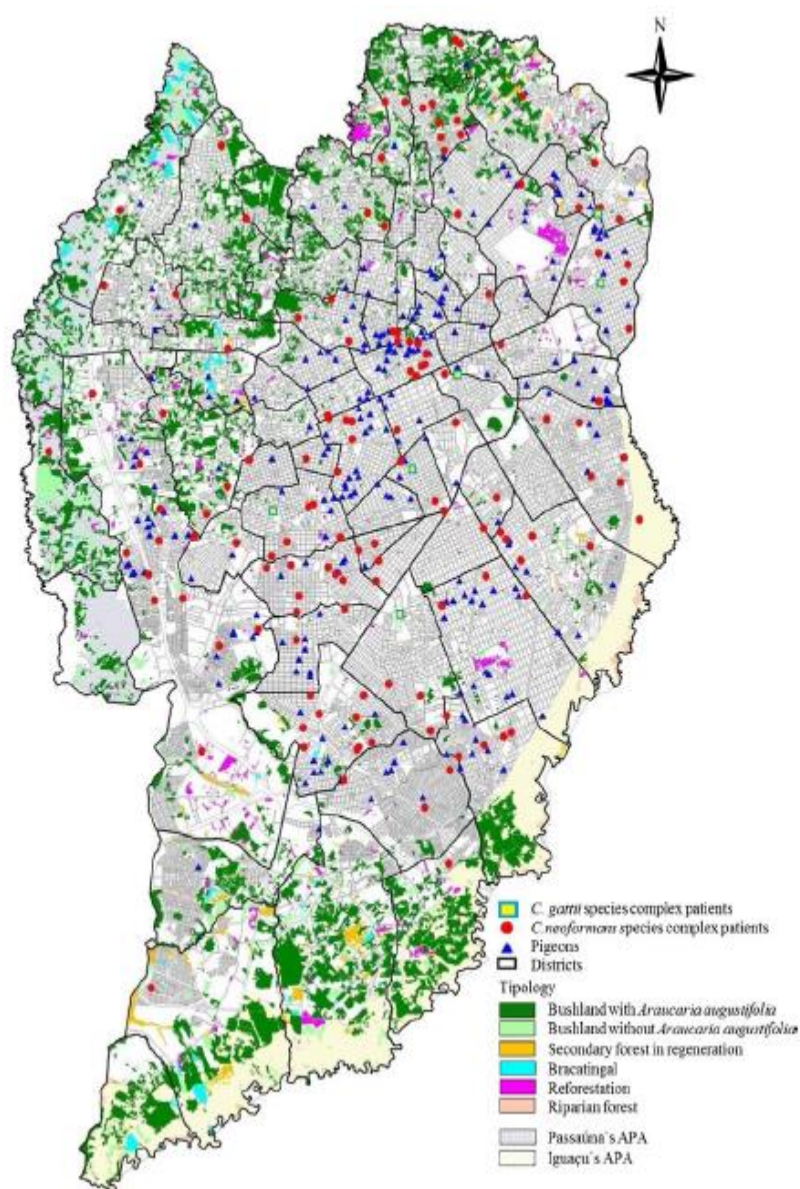 N
C. gattii species complex patients
C.neoformans species complex patients
Pigeons
Districts
Tipology
Bushland with Araucaria augustifolia
Bushland without Araucaria augustifolia
Secondary forest in regeneration
Bracatingal
Reforestation
Riparian forest
Passaúna´s APA
Iguaçu´s APA